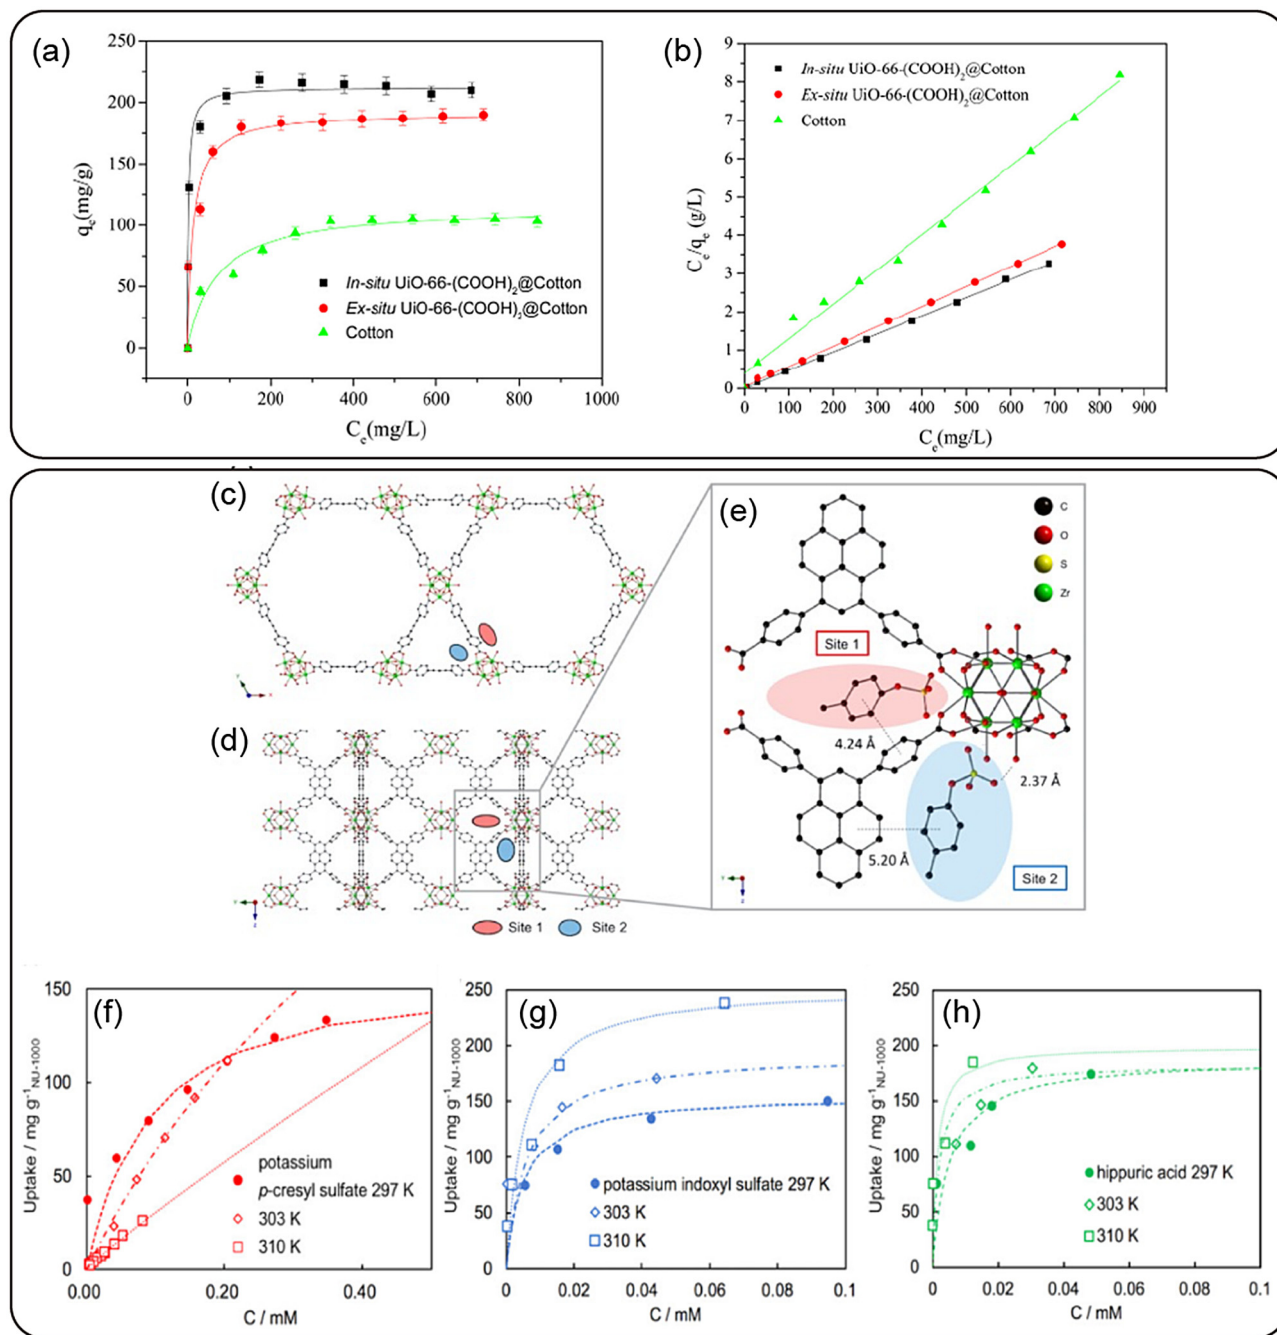 (a)
250
200
150
100
50
0
qe(mg/g)
In-situ UiO-66-(COOH)2@Cotton
Ex-situ UiO-66-(COOH)2@Cotton
Cotton
0 200 400 600 800 1000
Ce(mg/L)
(b)
9
8
7
6
5
4
3
2
1
0
Ce/qe (g/L)
In-situ UiO-66-(COOH)2@Cotton
Ex-situ UiO-66-(COOH)2@Cotton
Cotton
0 100 200 300 400 500 600 700 800 900
Ce(mg/L)
(c)
(d)
Site 1 Site 2
(e)
C
O
S
Zr
Site 1
4.24 Å
2.37 Å
5.20 Å
Site 2
(f)
150
100
50
0
Uptake / mg g-1 NU-1000
potassium
p-cresyl sulfate 297 K
303 K
310 K
0.00 0.20 0.40
C / mM
(g)
250
200
150
100
50
0
Uptake / mg g-1 NU-1000
potassium indoxyl sulfate 297 K
303 K
310 K
0 0.02 0.04 0.06 0.08 0.1
C / mM
(h)
250
200
150
100
50
0
Uptake / mg g-1 NU-1000
hippuric acid 297 K
303 K
310 K
0 0.02 0.04 0.06 0.08 0.1
C / mM